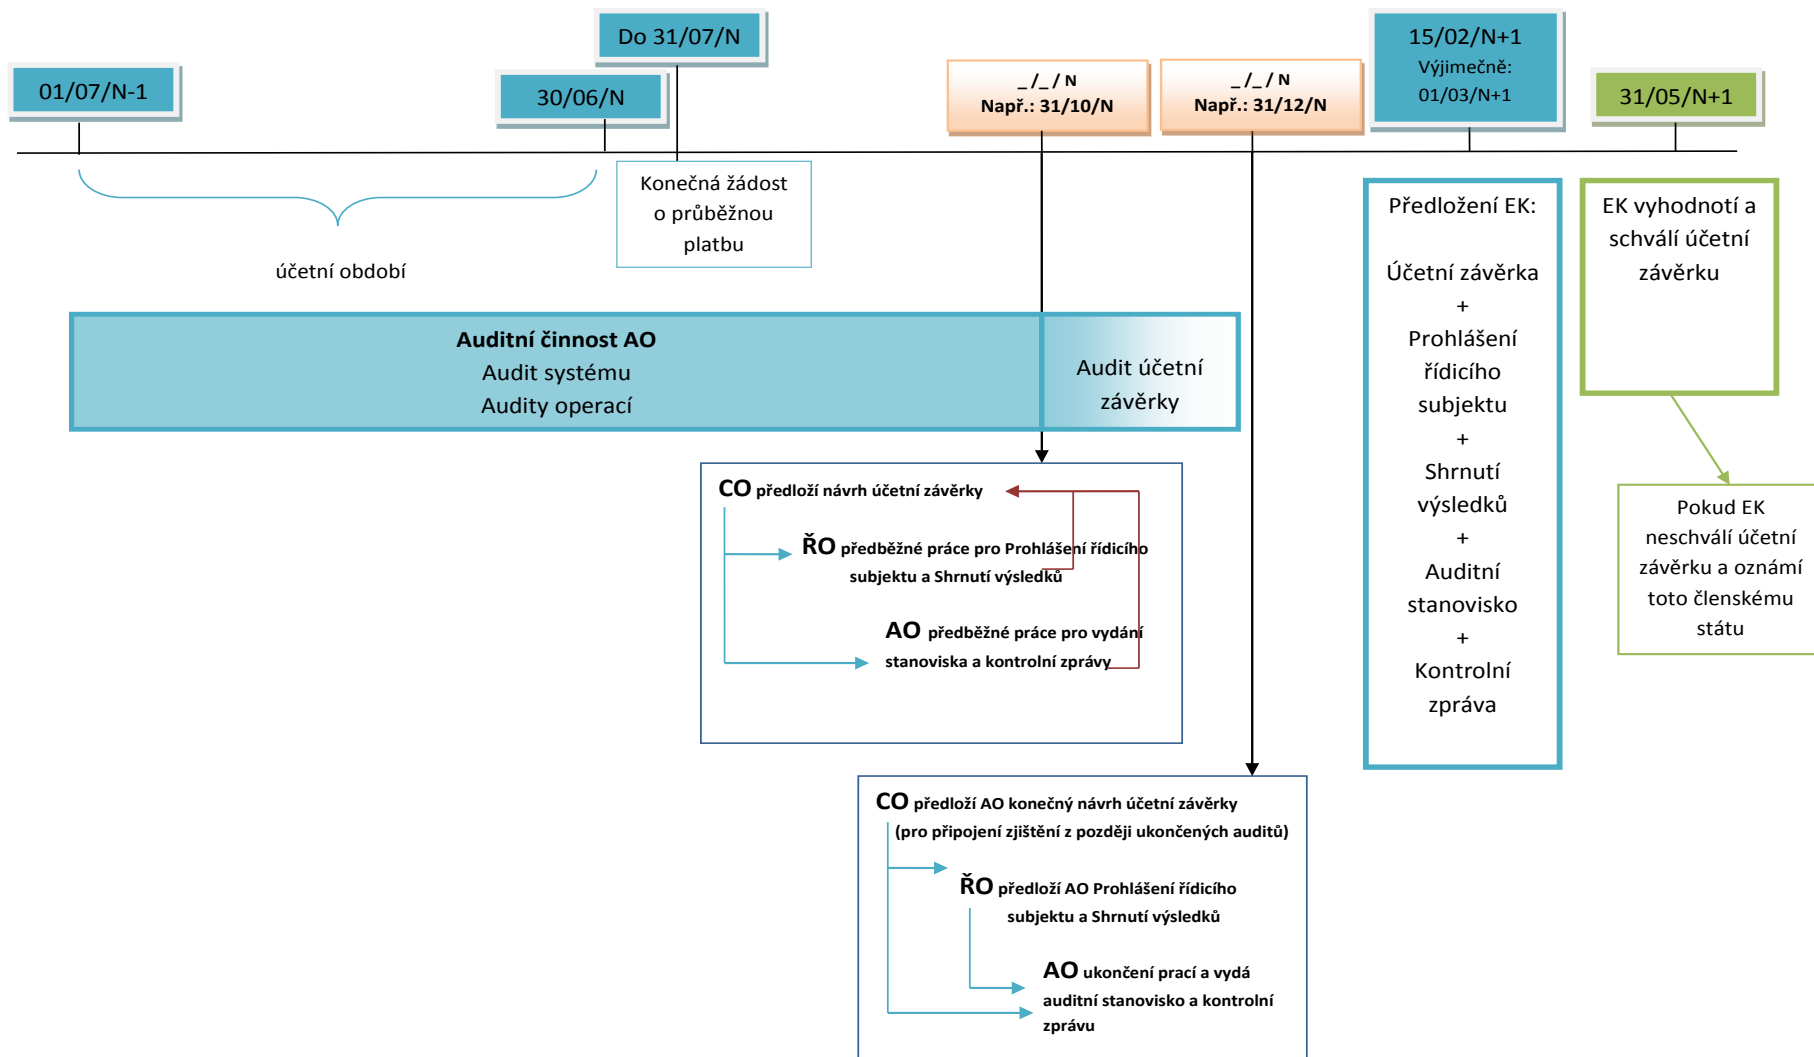 01/07/N-1
30/06/N
Do 31/07/N
_ /_ / N
Např.: 31/10/N
_ /_ / N
Např.: 31/12/N
15/02/N+1
Výjimečně:
01/03/N+1
31/05/N+1
účetní období
Konečná žádost
o průběžnou
platbu
Předložení EK:
Účetní závěrka
+
Prohlášení
řídicího
subjektu
+
Shrnutí
výsledků
+
Auditní
stanovisko
+
Kontrolní
zpráva
EK vyhodnotí a
schválí účetní
závěrku
Pokud EK
neschválí účetní
závěrku a oznámí
toto členskému
státu
Auditní činnost AO
Audit systému
Audity operací
Audit účetní
závěrky
CO předloží návrh účetní závěrky
ŘO předběžné práce pro Prohlášení řídicího
subjektu a Shrnutí výsledků
AO předběžné práce pro vydání
stanoviska a kontrolní zprávy
CO předloží AO konečný návrh účetní závěrky
(pro připojení zjištění z později ukončených auditů)
ŘO předloží AO Prohlášení řídicího
subjektu a Shrnutí výsledků
AO ukončení prací a vydá
auditní stanovisko a kontrolní
zprávu